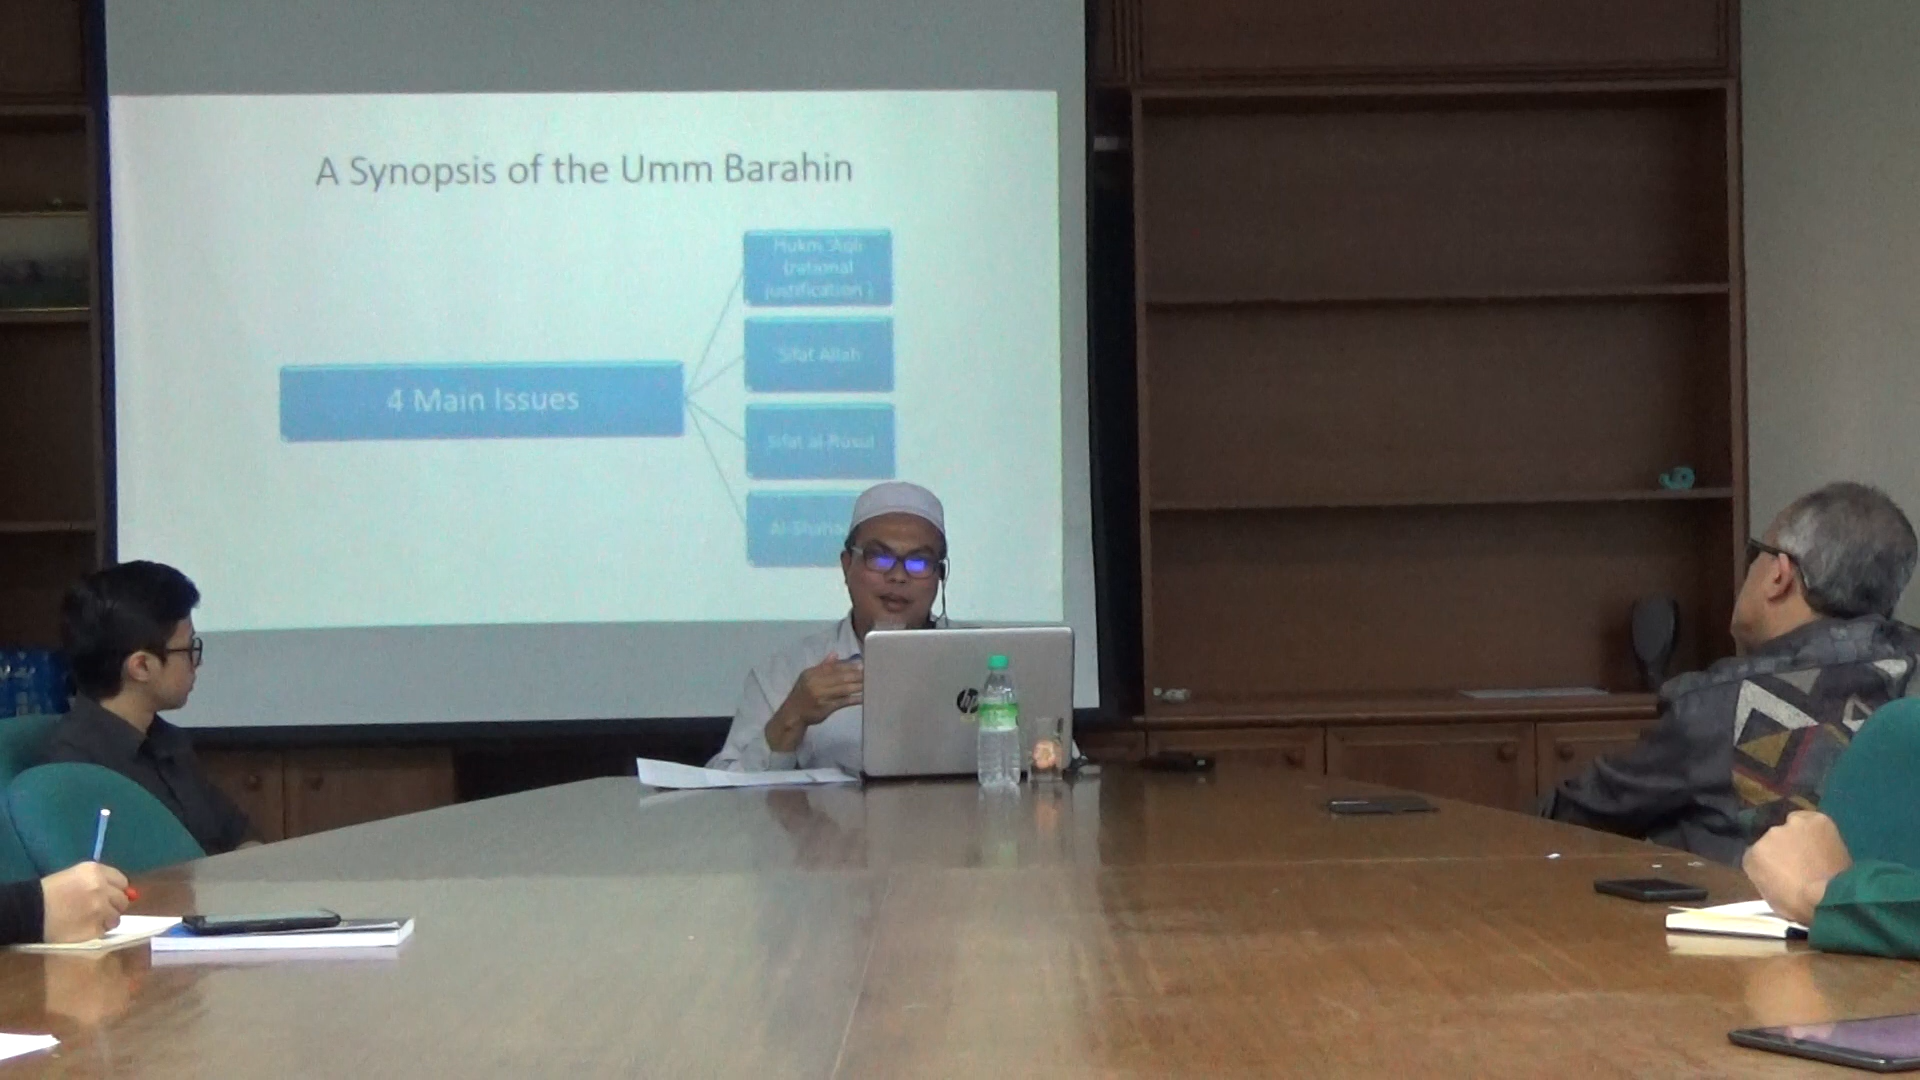 A Synopsis of the Umm Barahin
Hukm 'Aqli
(rational
justification )
Sifat Allah
4 Main Issues
Sifat al-Rusul
hp